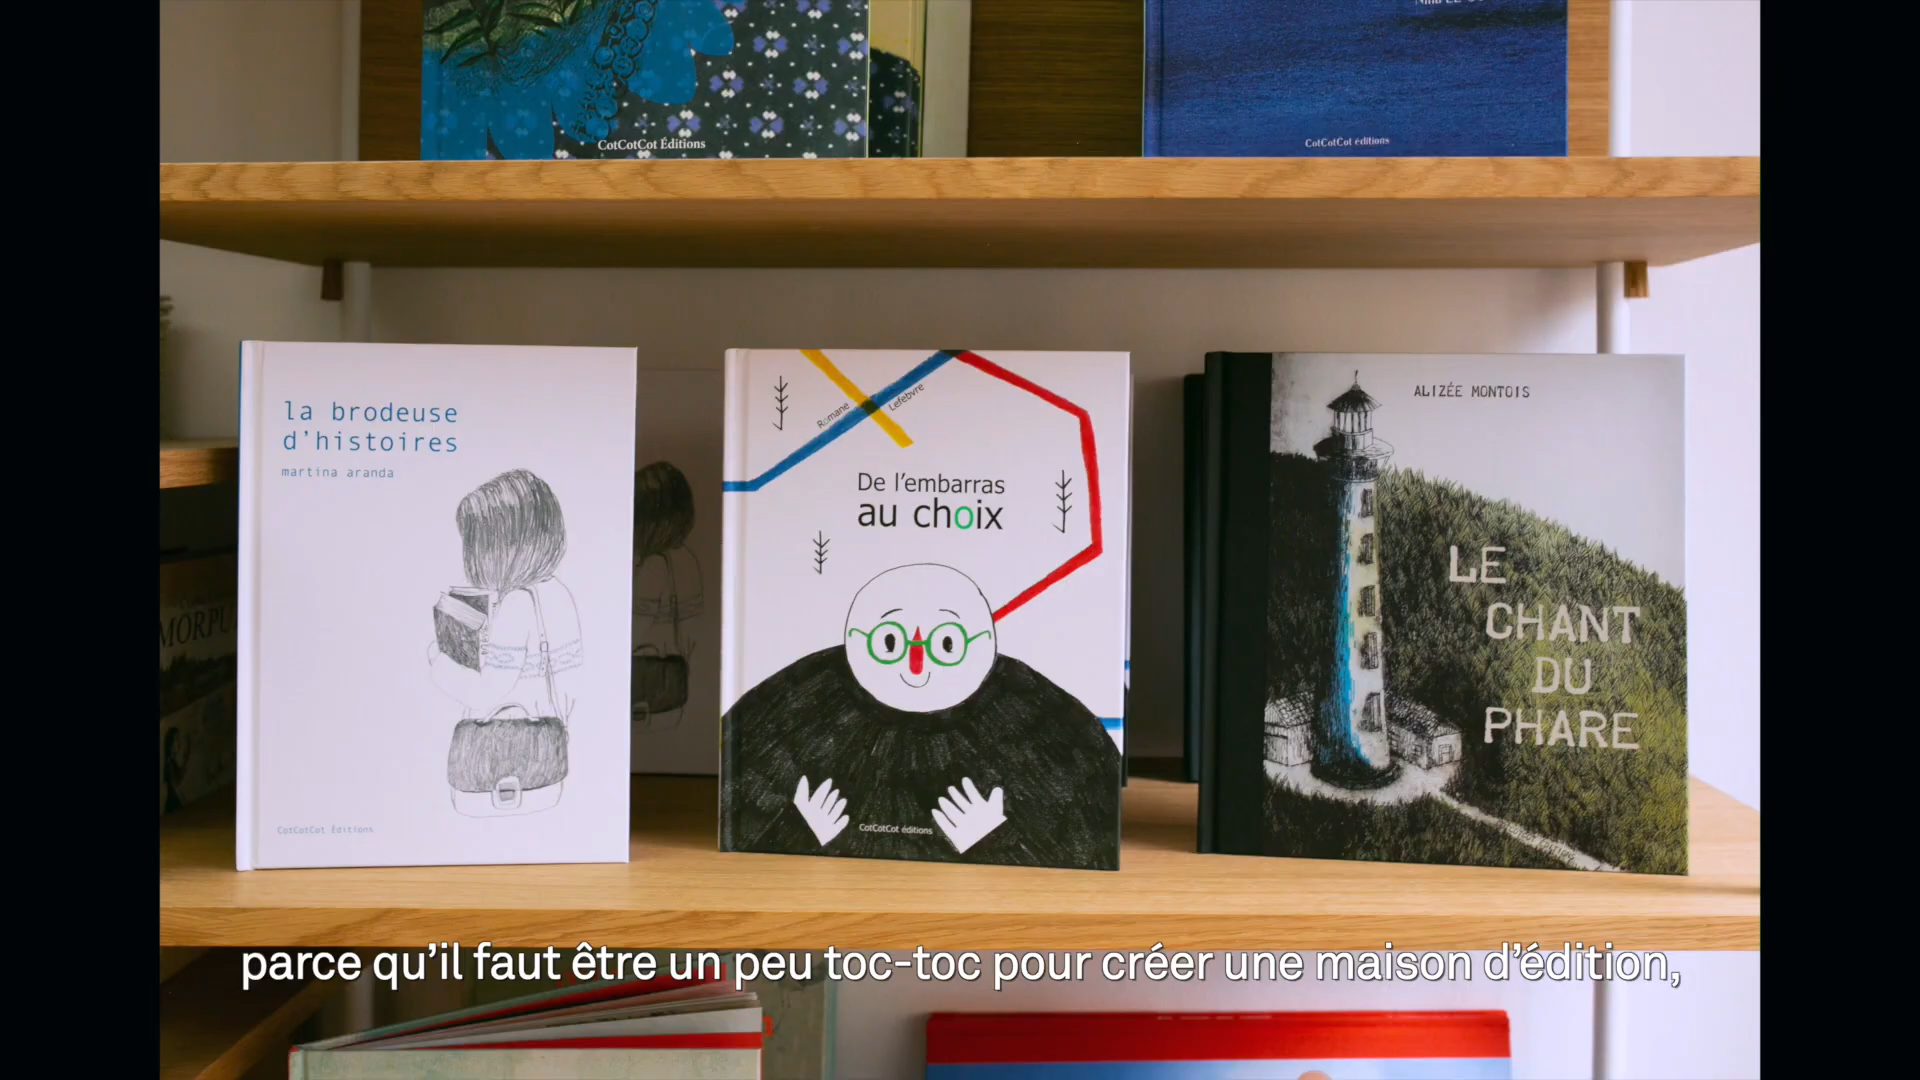 CotCotCot Éditions
CotCotCot éditions
la brodeuse
d'histoires
martina aranda
CotCotCot Éditions
Romane
Lefebvre
De l'embarras
au choix
CotCotCot éditions
ALIZÉE MONTOIS
LE
CHANT
DU
PHARE
parce qu'il faut être un peu toc-toc pour créer une maison d'édition,